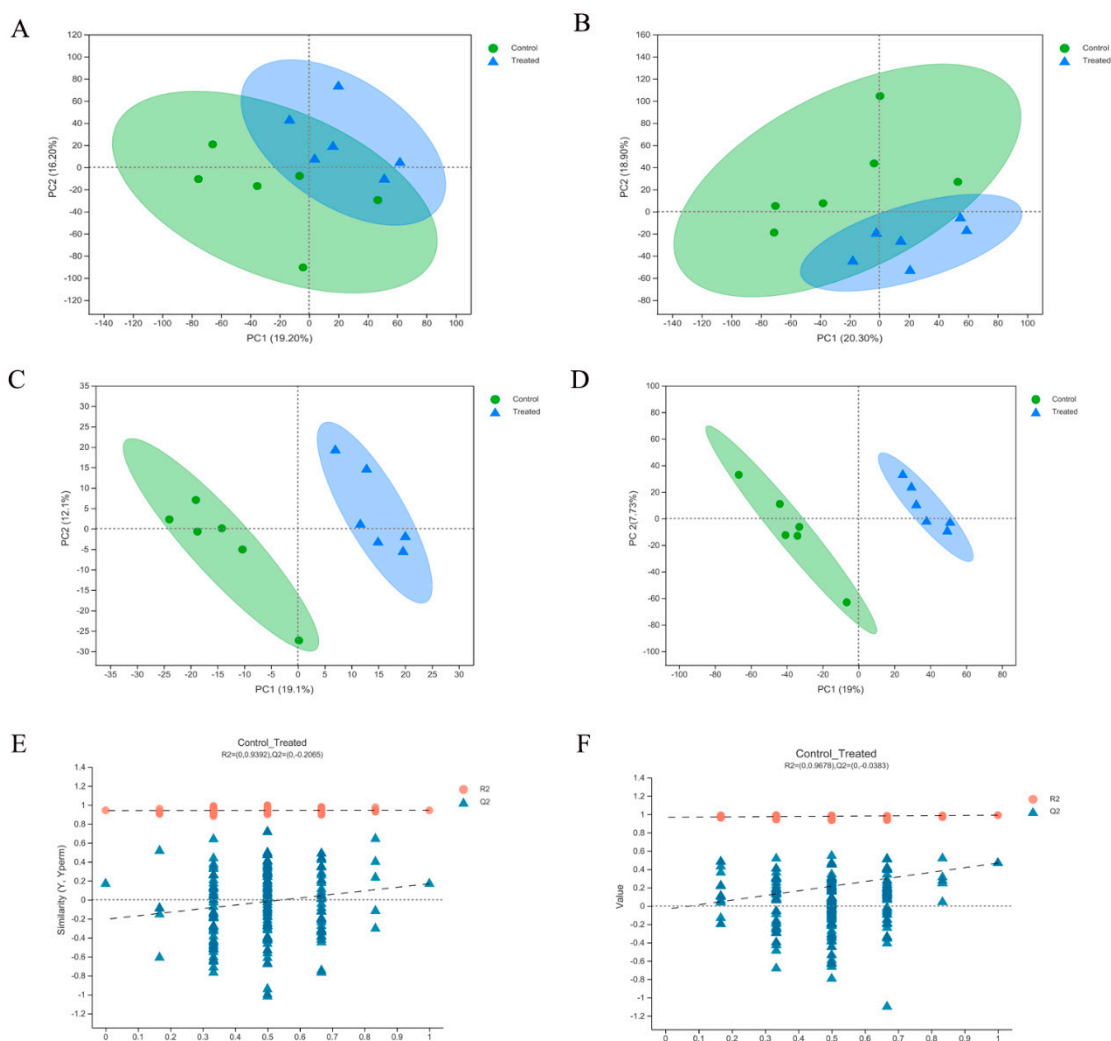 A
Control
Treated
120
100
80
60
40
20
0
-20
-40
-60
-80
-100
-120
PC2 (16.20%)
-140 -120 -100 -80 -60 -40 -20 0 20 40 60 80 100
PC1 (19.20%)
B
Control
Treated
160
140
120
100
80
60
40
20
0
-20
-40
-60
-80
PC2 (18.90%)
-140 -120 -100 -80 -60 -40 -20 0 20 40 60 80 100
PC1 (20.30%)
C
Control
Treated
35
30
25
20
15
10
5
0
-5
-10
-15
-20
-25
-30
PC2 (12.1%)
-35 -30 -25 -20 -15 -10 -5 0 5 10 15 20 25 30
PC1 (19.1%)
D
Control
Treated
100
80
60
40
20
0
-20
-40
-60
-80
-100
PC 2(7.73%)
-100 -80 -60 -40 -20 0 20 40 60 80
PC1 (19%)
E
Control_Treated
R2=(0,0.9392),Q2=(0,-0.2065)
R2
Q2
1.4
1.2
1
0.8
0.6
0.4
0.2
0
-0.2
-0.4
-0.6
-0.8
-1
-1.2
Similarity (Y, Yperm)
0 0.1 0.2 0.3 0.4 0.5 0.6 0.7 0.8 0.9 1
F
Control_Treated
R2=(0,0.9678),Q2=(0,-0.0383)
R2
Q2
1.4
1.2
1
0.8
0.6
0.4
0.2
0
-0.2
-0.4
-0.6
-0.8
-1
-1.2
Value
0 0.1 0.2 0.3 0.4 0.5 0.6 0.7 0.8 0.9 1